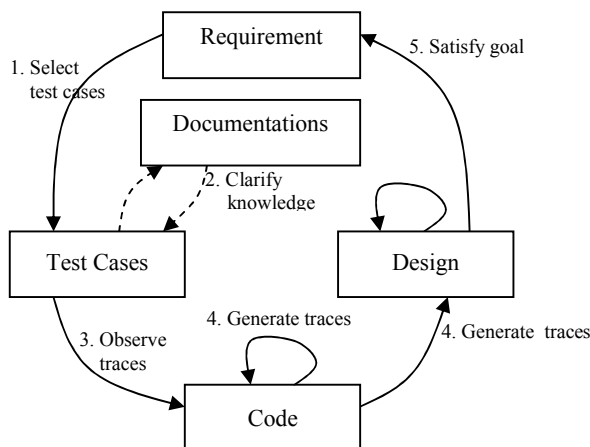 Requirement
1. Select
test cases
5. Satisfy goal
Documentations
2. Clarify
knowledge
Test Cases
Design
4. Generate traces
3. Observe
traces
4. Generate  traces
Code